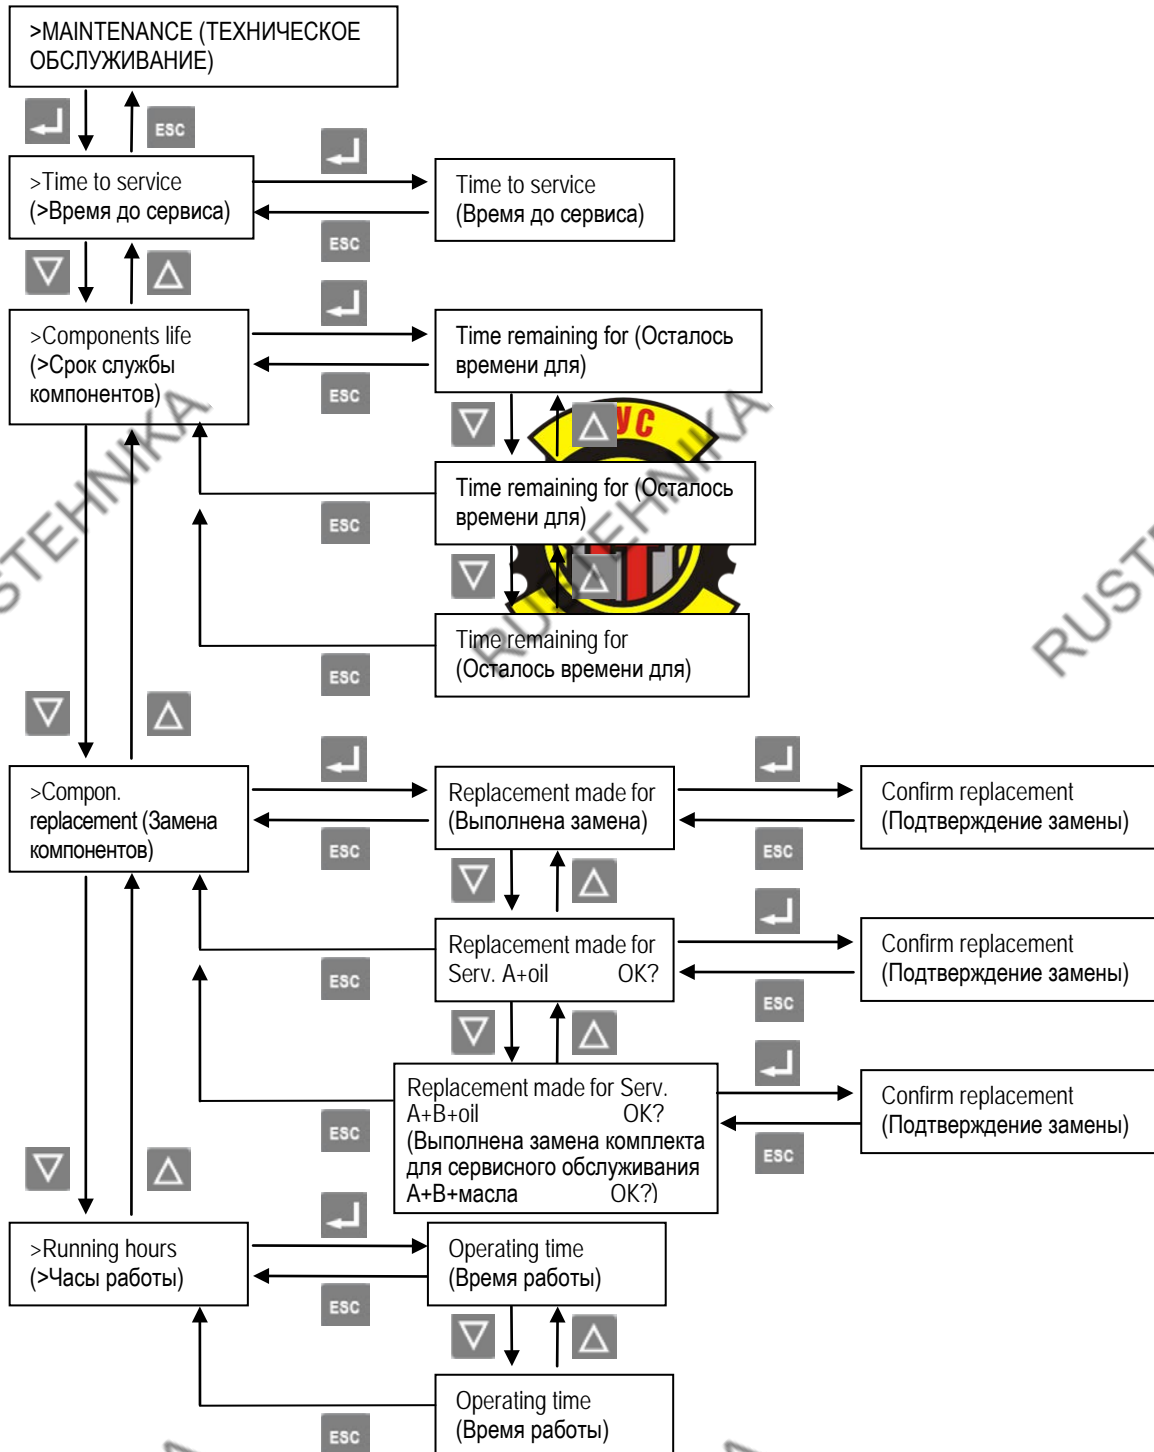 >MAINTENANCE (ТЕХНИЧЕСКОЕ
ОБСЛУЖИВАНИЕ)
ESC
>Time to service
(>Время до сервиса)
Time to service
(Время до сервиса)
ESC
>Components life
(>Срок службы
компонентов)
Time remaining for (Осталось
времени для)
ESC
УС
RUSTEHNIKA
Time remaining for (Осталось
времени для)
ESC
Time remaining for
(Осталось времени для)
ESC
>Compon.
replacement (Замена
компонентов)
Replacement made for
(Выполнена замена)
Confirm replacement
(Подтверждение замены)
ESC
ESC
Replacement made for
Serv. A+oil OK?
Confirm replacement
(Подтверждение замены)
ESC
ESC
Replacement made for Serv.
A+B+oil OK?
(Выполнена замена комплекта
для сервисного обслуживания
А+В+масла OK?)
Confirm replacement
(Подтверждение замены)
ESC
ESC
>Running hours
(>Часы работы)
Operating time
(Время работы)
ESC
Operating time
(Время работы)
ESC